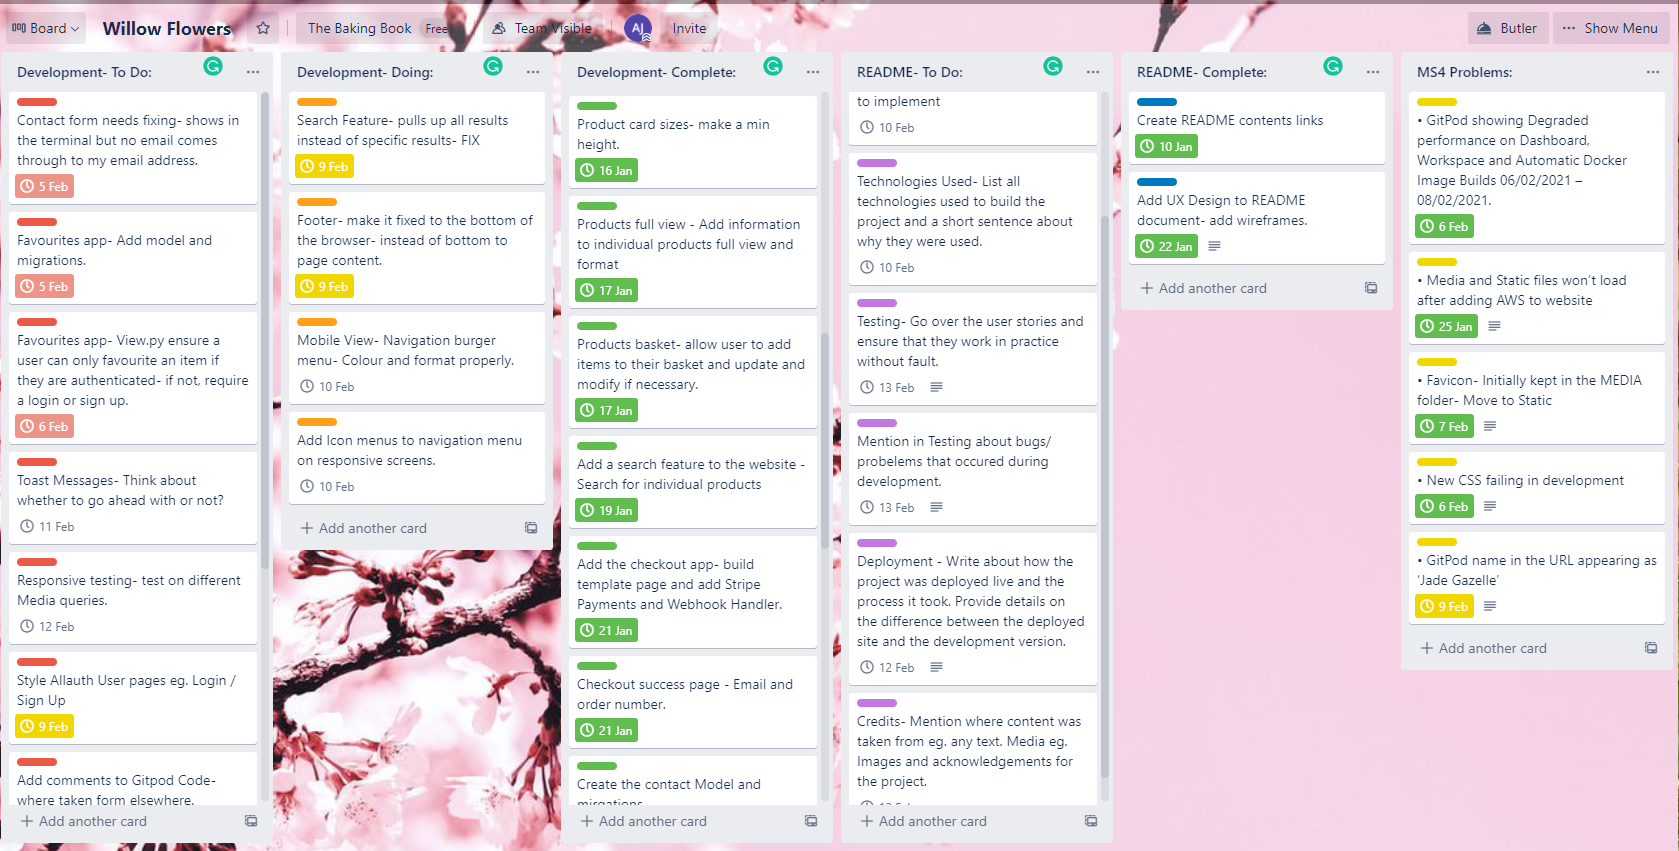 Board
Willow Flowers
The Baking Book Free
Team Visible
AJ
Invite
Butler
Show Menu
Development- To Do:
Contact form needs fixing- shows in
the terminal but no email comes
through to my email address.
5 Feb
Favourites app- Add model and
migrations.
5 Feb
Favourites app- View.py ensure a
user can only favourite an item if
they are authenticated- if not, require
a login or sign up.
6 Feb
Toast Messages- Think about
whether to go ahead with or not?
11 Feb
Responsive testing- test on different
Media queries.
12 Feb
Style Allauth User pages eg. Login /
Sign Up
9 Feb
Add comments to Gitpod Code-
where taken form elsewhere.
+ Add another card
Development- Doing:
Search Feature- pulls up all results
instead of specific results- FIX
9 Feb
Footer- make it fixed to the bottom of
the browser- instead of bottom to
page content.
9 Feb
Mobile View- Navigation burger
menu- Colour and format properly.
10 Feb
Add Icon menus to navigation menu
on responsive screens.
10 Feb
+ Add another card
Development- Complete:
Product card sizes- make a min
height.
16 Jan
Products full view - Add information
to individual products full view and
format
17 Jan
Products basket- allow user to add
items to their basket and update and
modify if necessary.
17 Jan
Add a search feature to the website -
Search for individual products
19 Jan
Add the checkout app- build
template page and add Stripe
Payments and Webhook Handler.
21 Jan
Checkout success page - Email and
order number.
21 Jan
Create the contact Model and
mirgations
+ Add another card
README- To Do:
to implement
10 Feb
Technologies Used- List all
technologies used to build the
project and a short sentence about
why they were used.
10 Feb
Testing- Go over the user stories and
ensure that they work in practice
without fault.
13 Feb
Mention in Testing about bugs/
probelems that occured during
development.
13 Feb
Deployment - Write about how the
project was deployed live and the
process it took. Provide details on
the difference between the deployed
site and the development version.
12 Feb
Credits- Mention where content was
taken from eg. any text. Media eg.
Images and acknowledgements for
the project.
+ Add another card
README- Complete:
Create README contents links
10 Jan
Add UX Design to README
document- add wireframes.
22 Jan
+ Add another card
MS4 Problems:
• GitPod showing Degraded
performance on Dashboard,
Workspace and Automatic Docker
Image Builds 06/02/2021 –
08/02/2021.
6 Feb
• Media and Static files won't load
after adding AWS to website
25 Jan
• Favicon- Initially kept in the MEDIA
folder- Move to Static
7 Feb
• New CSS failing in development
6 Feb
• GitPod name in the URL appearing as
'Jade Gazelle'
9 Feb
+ Add another card